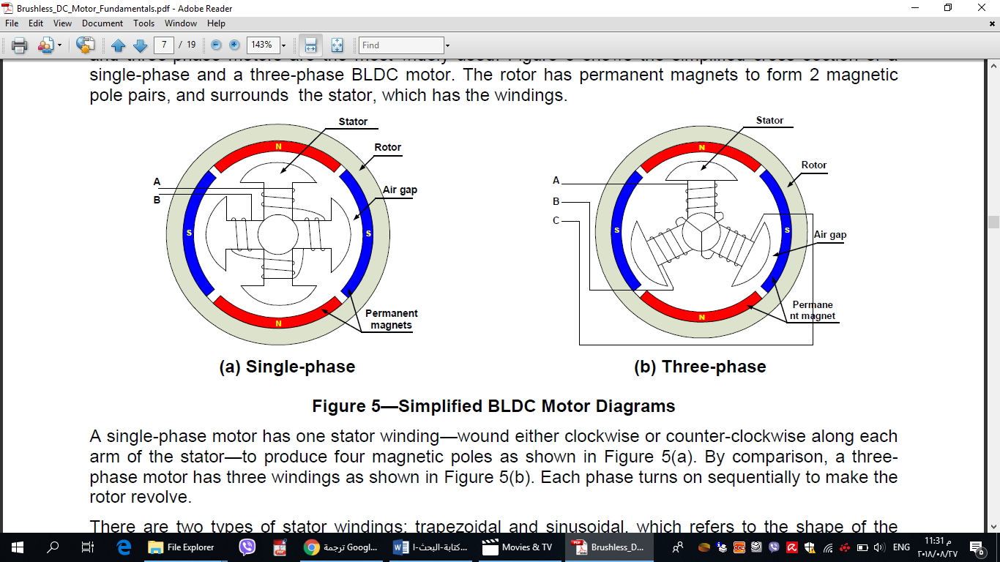 Brushless_DC_Motor_Fundamentals.pdf - Adobe Reader
File Edit View Document Tools Window Help
7 / 19 143% Find
single-phase and a three-phase BLDC motor. The rotor has permanent magnets to form 2 magnetic
pole pairs, and surrounds the stator, which has the windings.
Stator
Rotor
Air gap
A
B
N
S
S
N
Permanent
magnets
(a) Single-phase
Stator
Rotor
A
B
C
N
S
S
N
Air gap
Permane
nt magnet
(b) Three-phase
Figure 5—Simplified BLDC Motor Diagrams
A single-phase motor has one stator winding—wound either clockwise or counter-clockwise along each
arm of the stator—to produce four magnetic poles as shown in Figure 5(a). By comparison, a three-
phase motor has three windings as shown in Figure 5(b). Each phase turns on sequentially to make the
rotor revolve.
There are two types of stator windings: trapezoidal and sinusoidal, which refers to the shape of the
File Explorer
ترجمة - Googl...
كتابة-البحث-ا...
Movies & TV
Brushless_D...
CC4
ENG
11:31 م
٢٠١٨/٠٨/٢٧